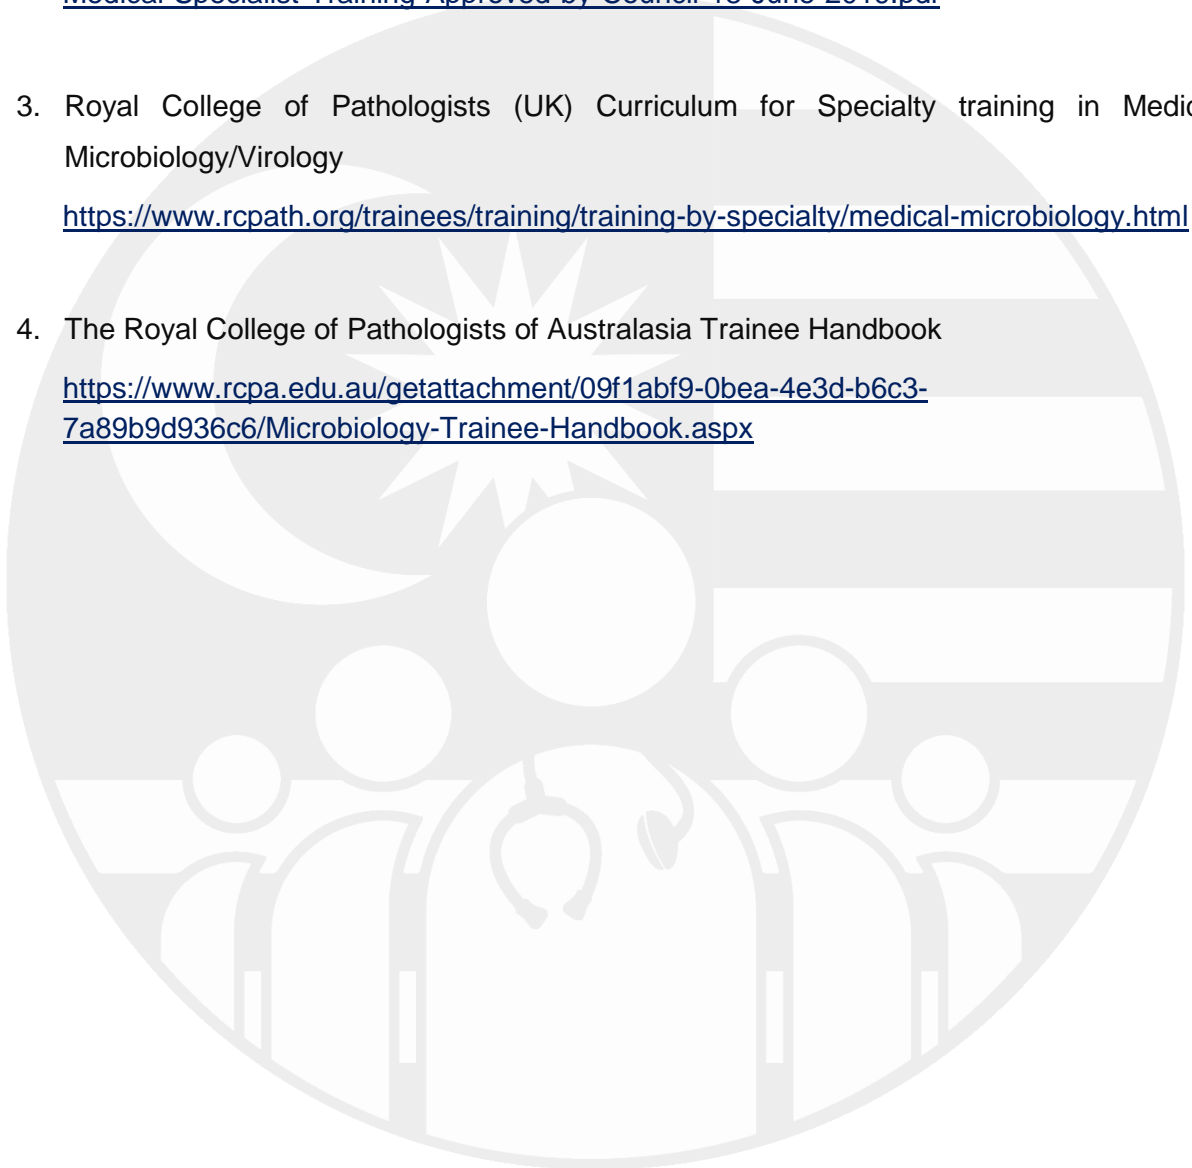 3. Royal College of Pathologists (UK) Curriculum for Specialty training in
Microbiology/Virology
https://www.rcpath.org/trainees/training/training-by-specialty/medical-microbiology.html
4. The Royal College of Pathologists of Australasia Trainee Handbook
https://www.rcpa.edu.au/getattachment/09f1abf9-0bea-4e3d-b6c3-
7a89b9d936c6/Microbiology-Trainee-Handbook.aspx